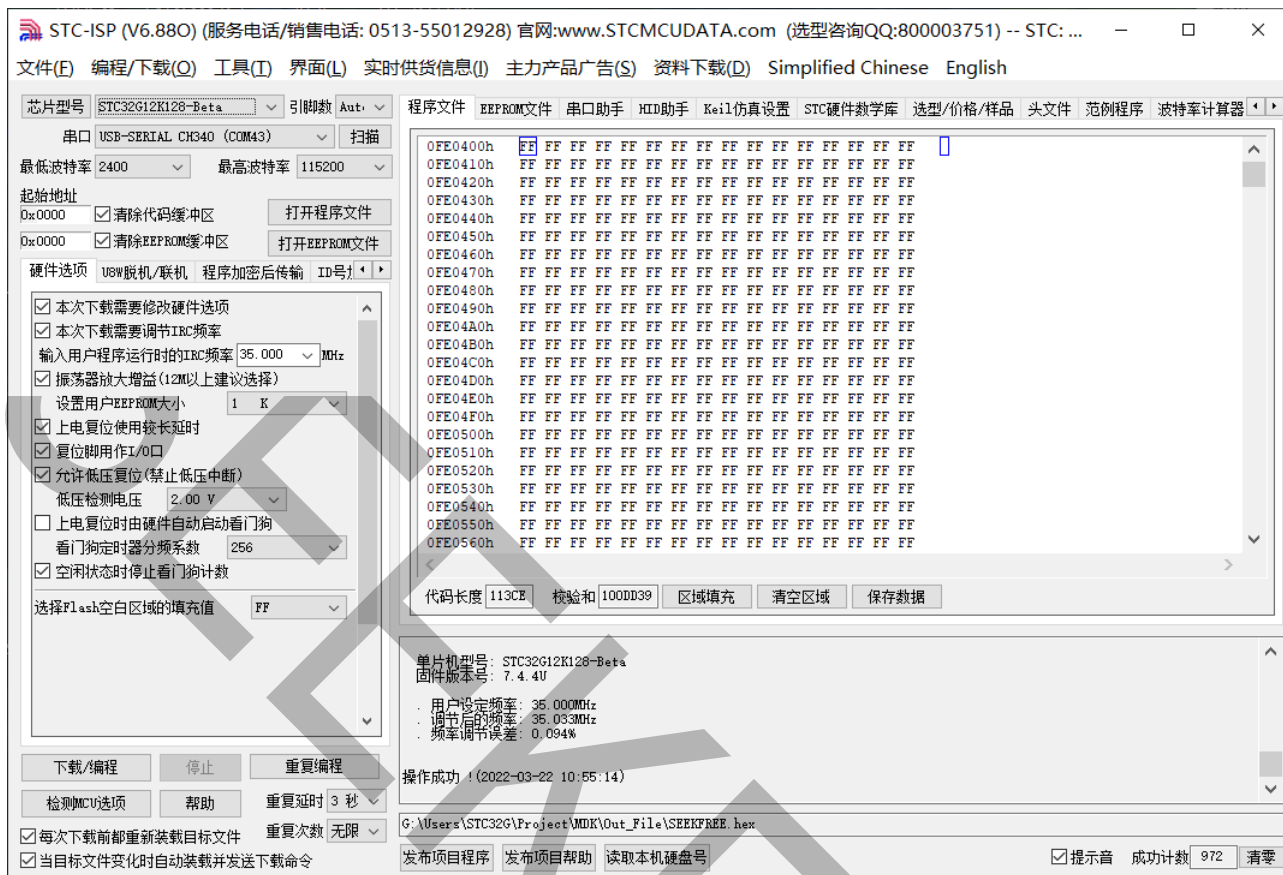 STC-ISP (V6.88O) (服务电话/销售电话: 0513-55012928) 官网:www.STCMCUDATA.com (选型咨询QQ:800003751) -- STC: ...
文件(F) 编程/下载(O) 工具(T) 界面(L) 实时供货信息(I) 主力产品广告(S) 资料下载(D) Simplified Chinese English
芯片型号 STC32G12K128-Beta 引脚数 Aut
串口 USB-SERIAL CH340 (COM43) 扫描
最低波特率 2400 最高波特率 115200
起始地址
0x0000 清除代码缓冲区 打开程序文件
0x0000 清除EEPROM缓冲区 打开EEPROM文件
硬件选项 U8W脱机/联机 程序加密后传输 ID号
本次下载需要修改硬件选项
本次下载需要调节IRC频率
输入用户程序运行时的IRC频率 35.000 MHz
振荡器放大增益(12M以上建议选择)
设置用户EEPROM大小 1 K
上电复位使用较长延时
复位脚用作I/O口
允许低压复位(禁止低压中断)
低压检测电压 2.00 V
上电复位时由硬件自动启动看门狗
看门狗定时器分频系数 256
空闲状态时停止看门狗计数
选择Flash空白区域的填充值 FF
下载/编程 停止 重复编程
检测MCU选项 帮助 重复延时 3 秒
每次下载前都重新装载目标文件 重复次数 无限
当目标文件变化时自动装载并发送下载命令
程序文件 EEPROM文件 串口助手 HID助手 Keil仿真设置 STC硬件数学库 选型/价格/样品 头文件 范例程序 波特率计算器
0FE0400h FF FF FF FF FF FF FF FF FF FF FF FF FF FF FF FF
0FE0410h FF FF FF FF FF FF FF FF FF FF FF FF FF FF FF FF
0FE0420h FF FF FF FF FF FF FF FF FF FF FF FF FF FF FF FF
0FE0430h FF FF FF FF FF FF FF FF FF FF FF FF FF FF FF FF
0FE0440h FF FF FF FF FF FF FF FF FF FF FF FF FF FF FF FF
0FE0450h FF FF FF FF FF FF FF FF FF FF FF FF FF FF FF FF
0FE0460h FF FF FF FF FF FF FF FF FF FF FF FF FF FF FF FF
0FE0470h FF FF FF FF FF FF FF FF FF FF FF FF FF FF FF FF
0FE0480h FF FF FF FF FF FF FF FF FF FF FF FF FF FF FF FF
0FE0490h FF FF FF FF FF FF FF FF FF FF FF FF FF FF FF FF
0FE04A0h FF FF FF FF FF FF FF FF FF FF FF FF FF FF FF FF
0FE04B0h FF FF FF FF FF FF FF FF FF FF FF FF FF FF FF FF
0FE04C0h FF FF FF FF FF FF FF FF FF FF FF FF FF FF FF FF
0FE04D0h FF FF FF FF FF FF FF FF FF FF FF FF FF FF FF FF
0FE04E0h FF FF FF FF FF FF FF FF FF FF FF FF FF FF FF FF
0FE04F0h FF FF FF FF FF FF FF FF FF FF FF FF FF FF FF FF
0FE0500h FF FF FF FF FF FF FF FF FF FF FF FF FF FF FF FF
0FE0510h FF FF FF FF FF FF FF FF FF FF FF FF FF FF FF FF
0FE0520h FF FF FF FF FF FF FF FF FF FF FF FF FF FF FF FF
0FE0530h FF FF FF FF FF FF FF FF FF FF FF FF FF FF FF FF
0FE0540h FF FF FF FF FF FF FF FF FF FF FF FF FF FF FF FF
0FE0550h FF FF FF FF FF FF FF FF FF FF FF FF FF FF FF FF
0FE0560h FF FF FF FF FF FF FF FF FF FF FF FF FF FF FF FF
代码长度 113CE 校验和 100DD39 区域填充 清空区域 保存数据
单片机型号: STC32G12K128-Beta
固件版本号: 7.4.4U
. 用户设定频率: 35.000MHz
. 调节后的频率: 35.033MHz
. 频率调节误差: 0.094%
操作成功 !(2022-03-22 10:55:14)
G:\Users\STC32G\Project\MDK\Out_File\SEEKFREE.hex
发布项目程序 发布项目帮助 读取本机硬盘号 提示音 成功计数 972 清零